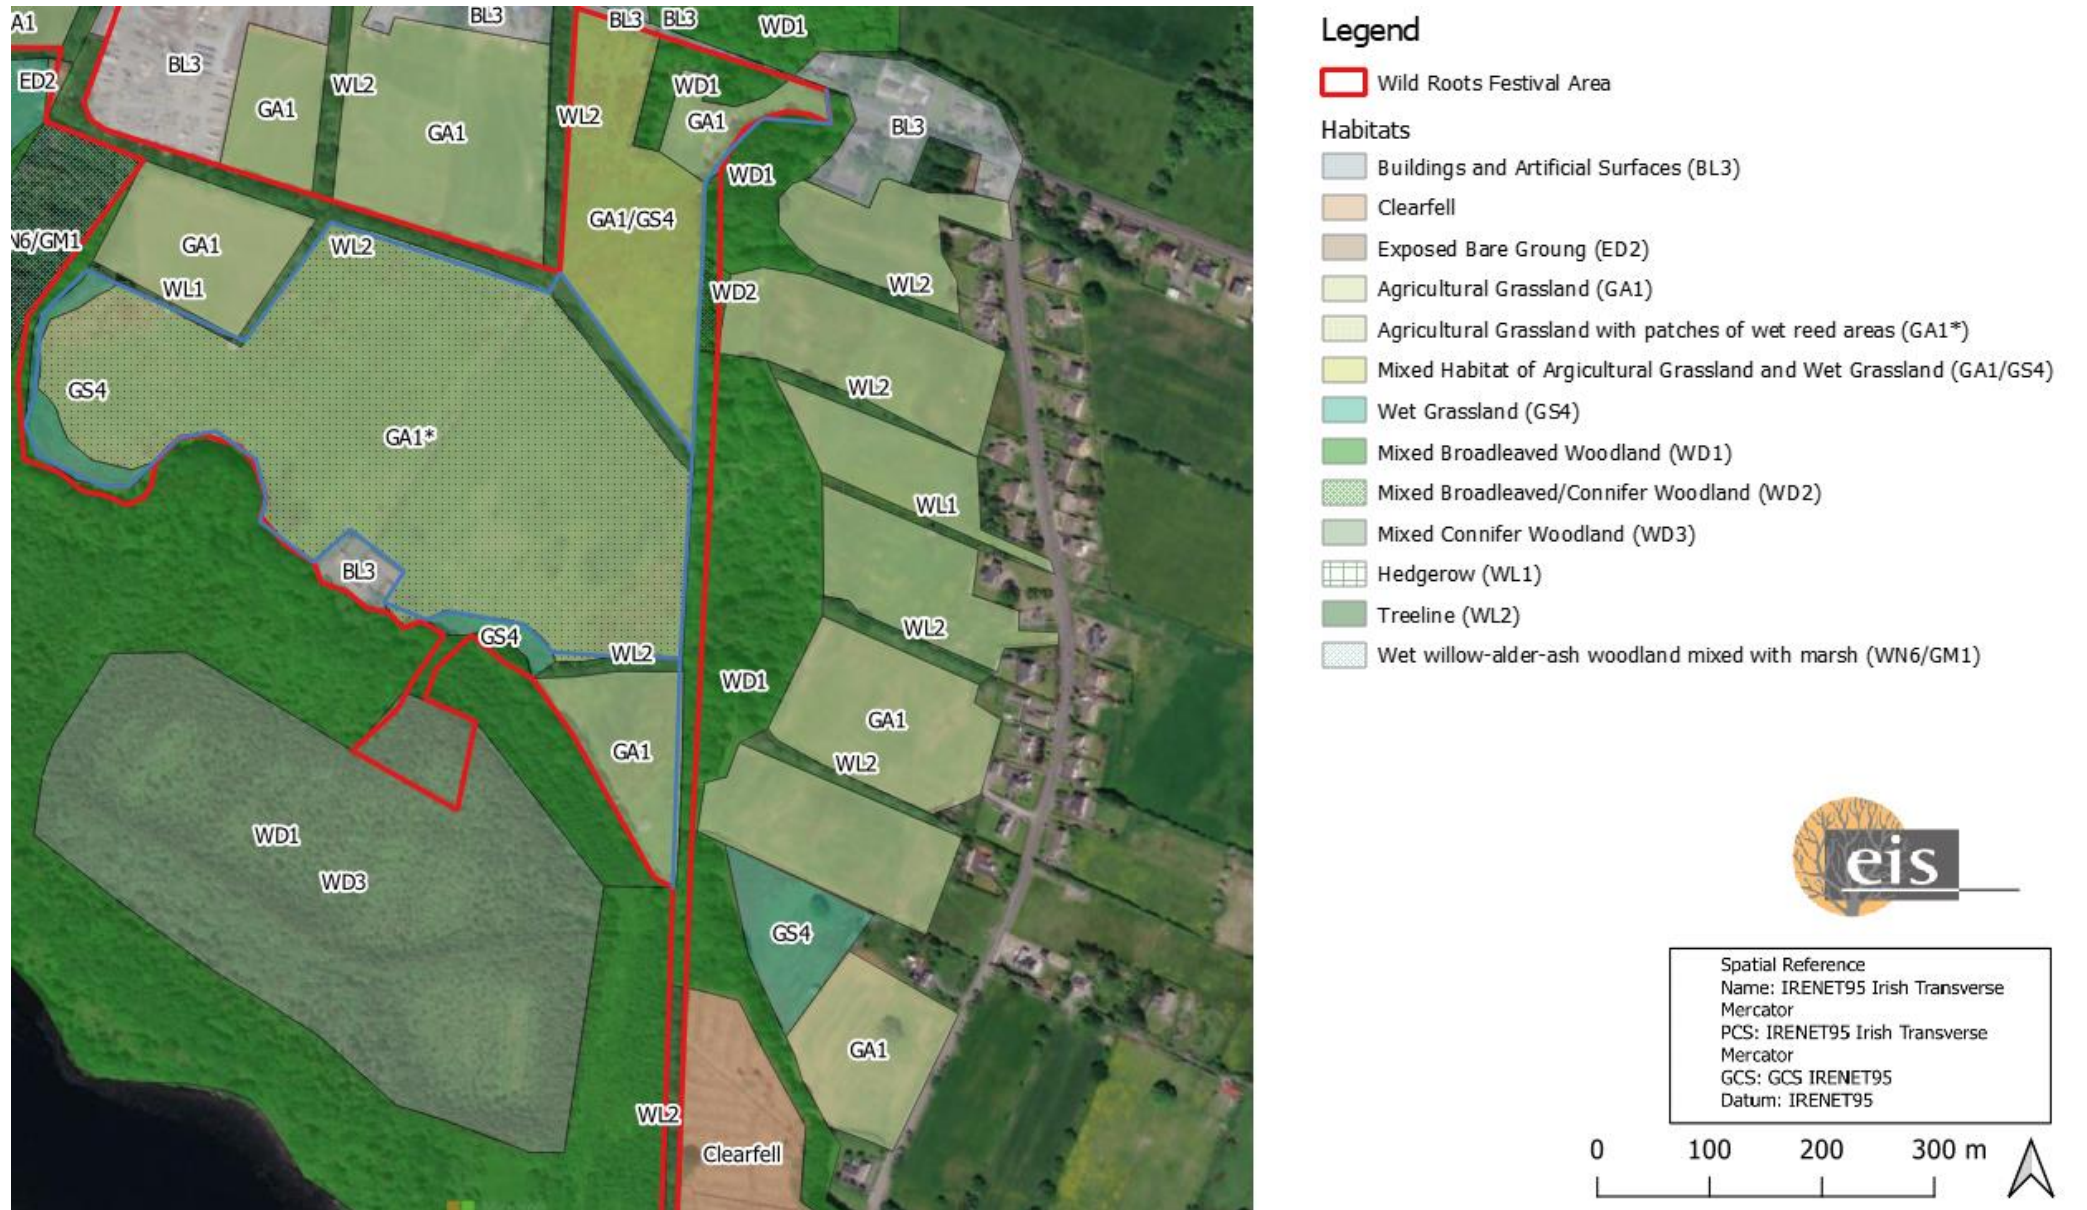 A1
BL3
BL3
BL3
WD1
ED2
BL3
WL2
WD1
GA1
WL2
GA1
BL3
GA1
WD1
GA1/GS4
N6/GM1
GA1
WL2
WL1
WD2
WL2
GS4
WL2
GA1*
WL1
BL3
GS4
WL2
WL2
WD1
GA1
GA1
WL2
WD1
WD3
GS4
GA1
WL2
Clearfell
Legend
Wild Roots Festival Area
Habitats
Buildings and Artificial Surfaces (BL3)
Clearfell
Exposed Bare Groung (ED2)
Agricultural Grassland (GA1)
Agricultural Grassland with patches of wet reed areas (GA1*)
Mixed Habitat of Argicultural Grassland and Wet Grassland (GA1/GS4)
Wet Grassland (GS4)
Mixed Broadleaved Woodland (WD1)
Mixed Broadleaved/Connifer Woodland (WD2)
Mixed Connifer Woodland (WD3)
Hedgerow (WL1)
Treeline (WL2)
Wet willow-alder-ash woodland mixed with marsh (WN6/GM1)
eis
Spatial Reference
Name: IRENET95 Irish Transverse
Mercator
PCS: IRENET95 Irish Transverse
Mercator
GCS: GCS IRENET95
Datum: IRENET95
0 100 200 300 m